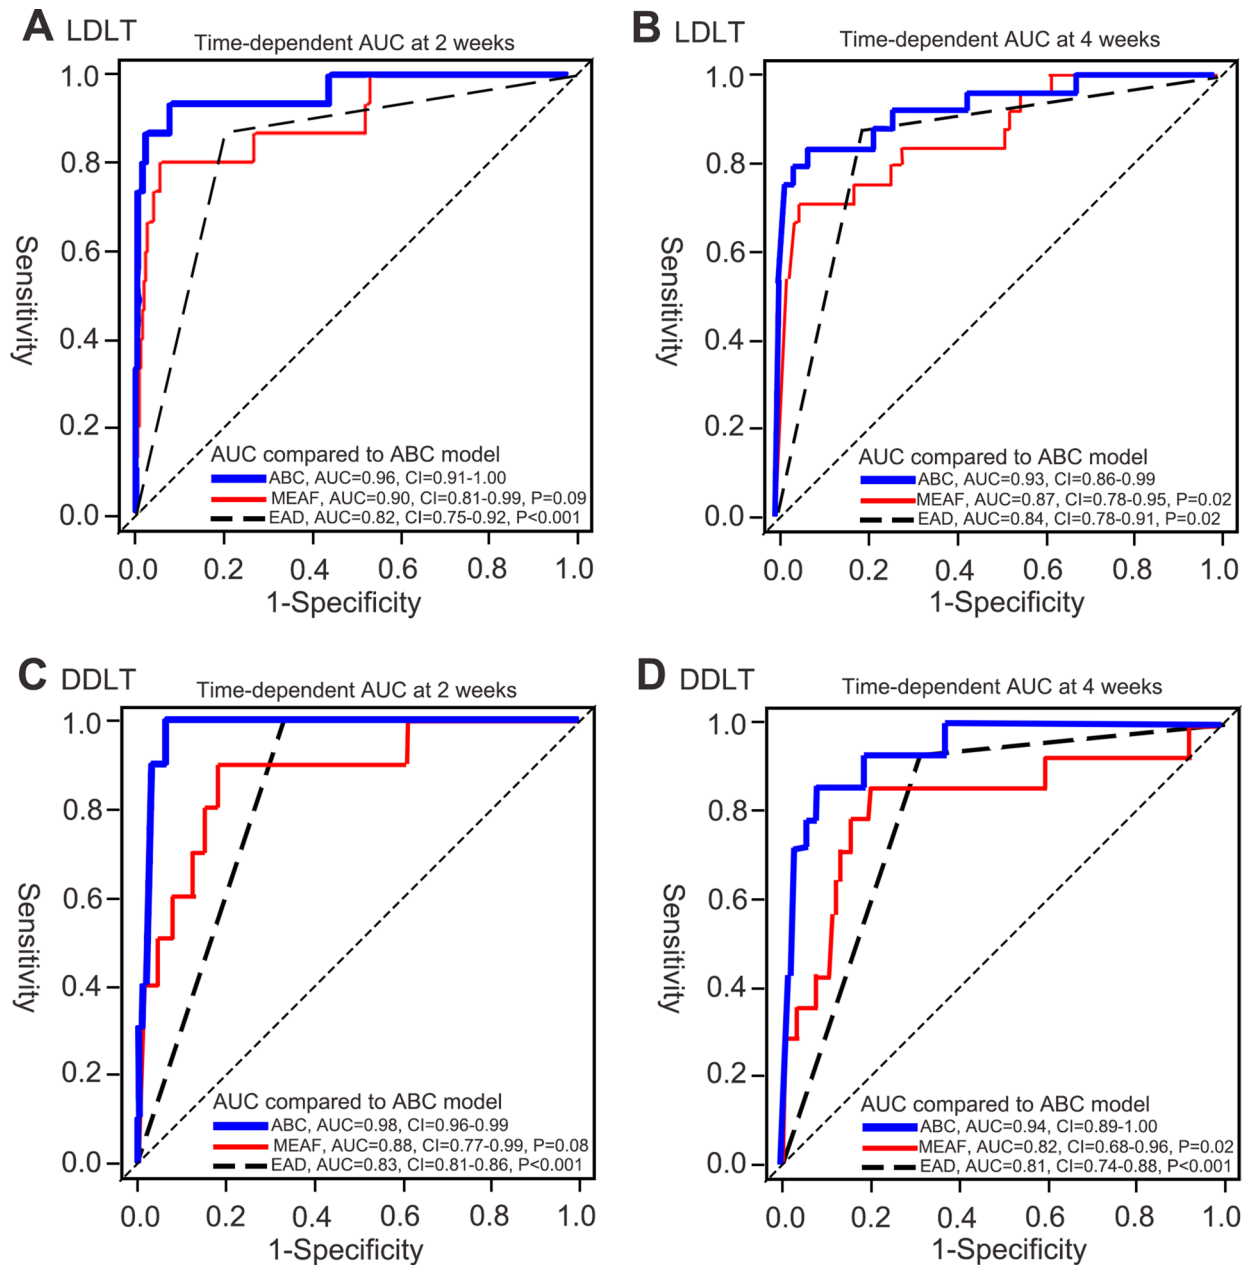 A LDLT
Time-dependent AUC at 2 weeks
1.0
0.8
0.6
0.4
0.2
0.0
Sensitivity
AUC compared to ABC model
ABC, AUC=0.96, CI=0.91-1.00
MEAF, AUC=0.90, CI=0.81-0.99, P=0.09
EAD, AUC=0.82, CI=0.75-0.92, P<0.001
0.0 0.2 0.4 0.6 0.8 1.0
1-Specificity
B LDLT
Time-dependent AUC at 4 weeks
1.0
0.8
0.6
0.4
0.2
0.0
Sensitivity
AUC compared to ABC model
ABC, AUC=0.93, CI=0.86-0.99
MEAF, AUC=0.87, CI=0.78-0.95, P=0.02
EAD, AUC=0.84, CI=0.78-0.91, P=0.02
0.0 0.2 0.4 0.6 0.8 1.0
1-Specificity
C DDLT
Time-dependent AUC at 2 weeks
1.0
0.8
0.6
0.4
0.2
0.0
Sensitivity
AUC compared to ABC model
ABC, AUC=0.98, CI=0.96-0.99
MEAF, AUC=0.88, CI=0.77-0.99, P=0.08
EAD, AUC=0.83, CI=0.81-0.86, P<0.001
0.0 0.2 0.4 0.6 0.8 1.0
1-Specificity
D DDLT
Time-dependent AUC at 4 weeks
1.0
0.8
0.6
0.4
0.2
0.0
Sensitivity
AUC compared to ABC model
ABC, AUC=0.94, CI=0.89-1.00
MEAF, AUC=0.82, CI=0.68-0.96, P=0.02
EAD, AUC=0.81, CI=0.74-0.88, P<0.001
0.0 0.2 0.4 0.6 0.8 1.0
1-Specificity